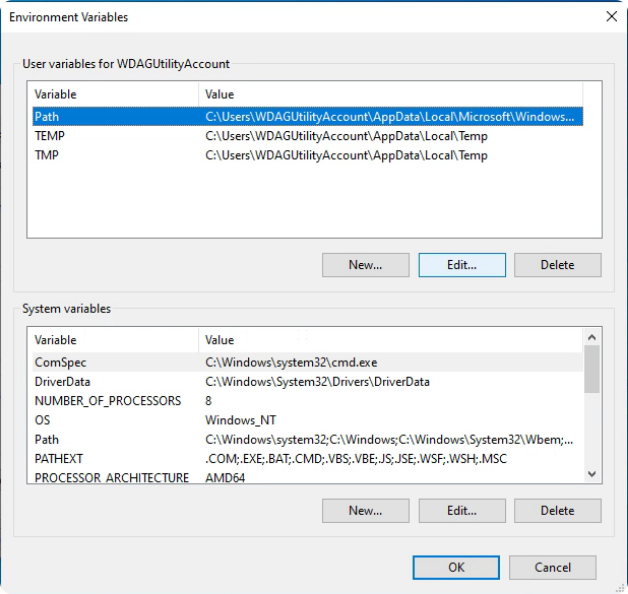 Environment Variables
User variables for WDAGUtilityAccount
Variable Value
Path C:\Users\WDAGUtilityAccount\AppData\Local\Microsoft\Windows...
TEMP C:\Users\WDAGUtilityAccount\AppData\Local\Temp
TMP C:\Users\WDAGUtilityAccount\AppData\Local\Temp
New... Edit... Delete
System variables
Variable Value
ComSpec C:\Windows\system32\cmd.exe
DriverData C:\Windows\System32\Drivers\DriverData
NUMBER_OF_PROCESSORS 8
OS Windows_NT
Path C:\Windows\system32;C:\Windows;C:\Windows\System32\Wbem;...
PATHEXT .COM;.EXE;.BAT;.CMD;.VBS;.VBE;.JS;.JSE;.WSF;.WSH;.MSC
PROCESSOR_ARCHITECTURE AMD64
New... Edit... Delete
OK Cancel